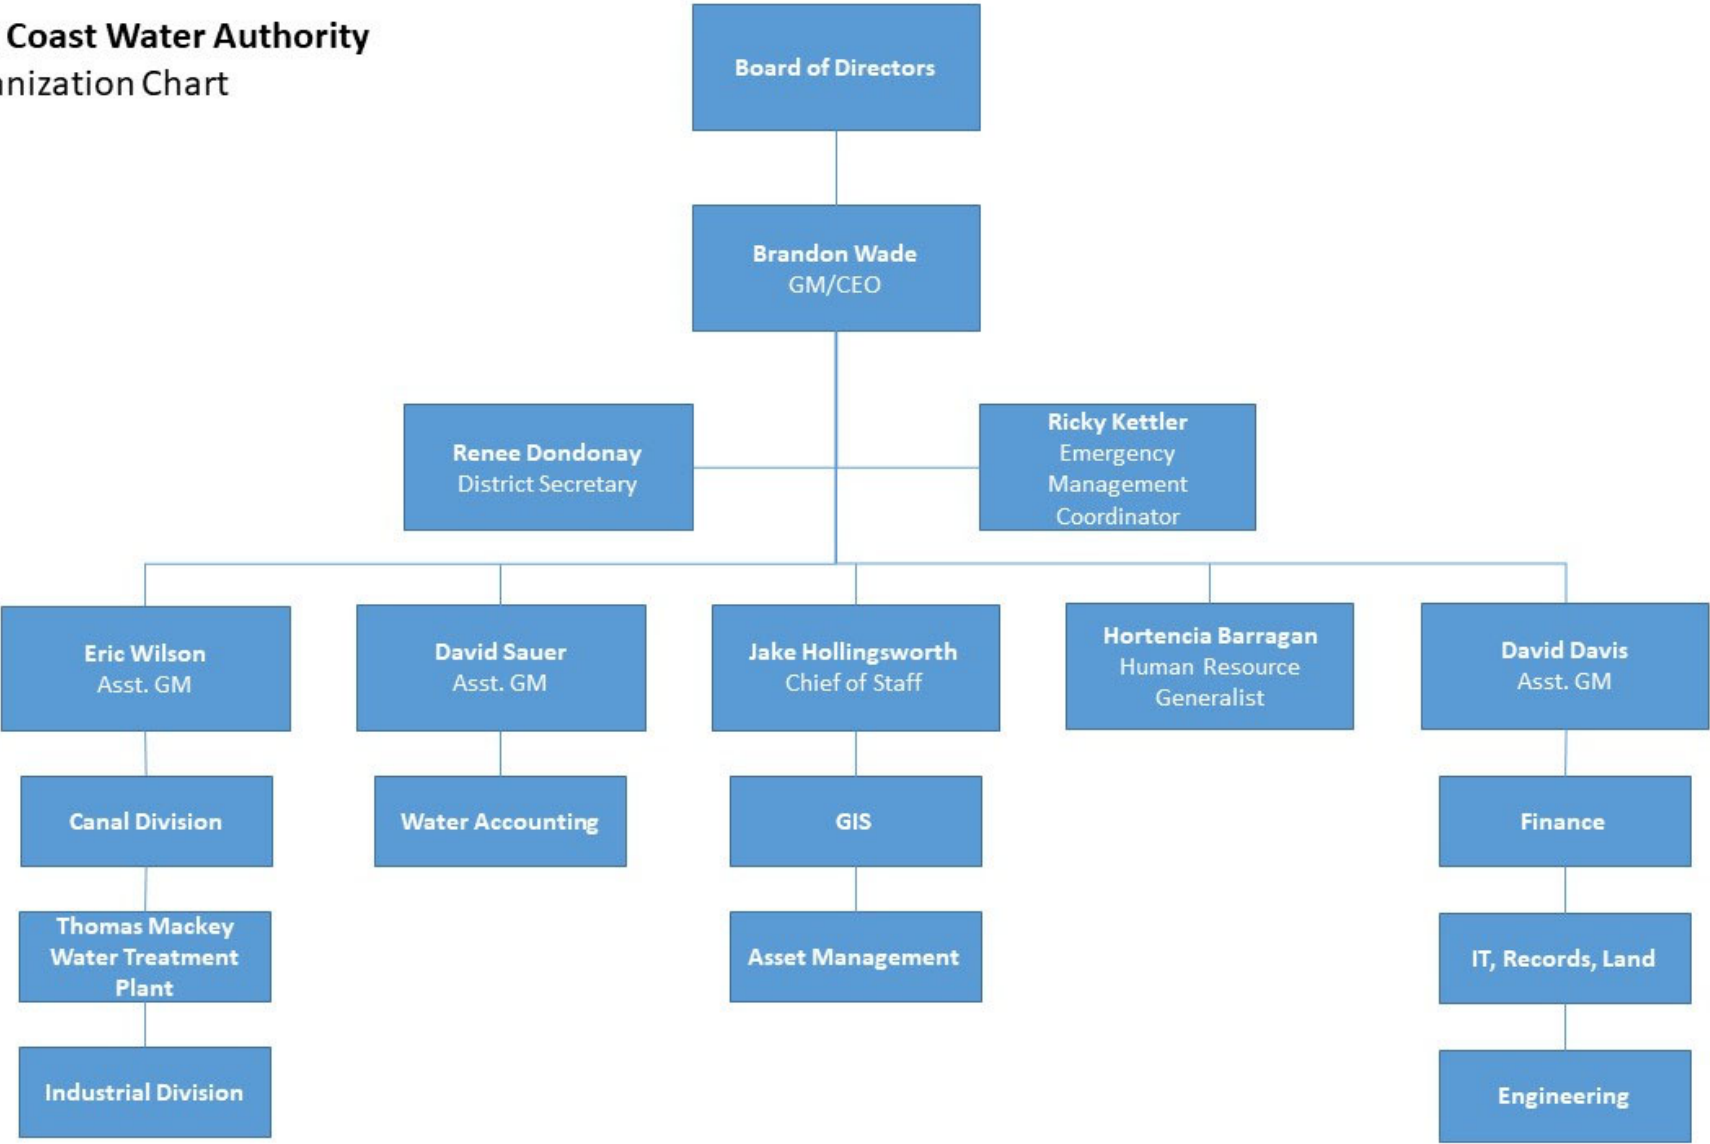 Coast Water Authority
anization Chart
Board of Directors
Brandon Wade
GM/CEO
Renee Dondonay
District Secretary
Ricky Kettler
Emergency
Management
Coordinator
Eric Wilson
Asst. GM
David Sauer
Asst. GM
Jake Hollingsworth
Chief of Staff
Hortencia Barragan
Human Resource
Generalist
David Davis
Asst. GM
Canal Division
Water Accounting
GIS
Finance
Thomas Mackey
Water Treatment
Plant
Asset Management
IT, Records, Land
Industrial Division
Engineering